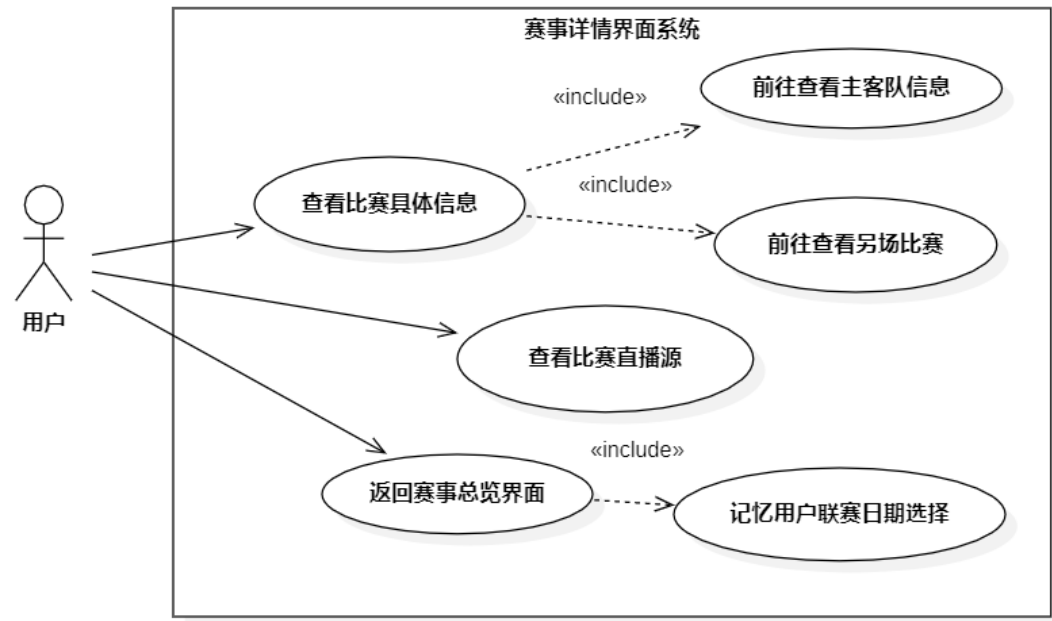 赛事详情界面系统
前往查看主客队信息
«include»
«include»
查看比赛具体信息
前往查看另场比赛
用户
查看比赛直播源
«include»
返回赛事总览界面
记忆用户联赛日期选择